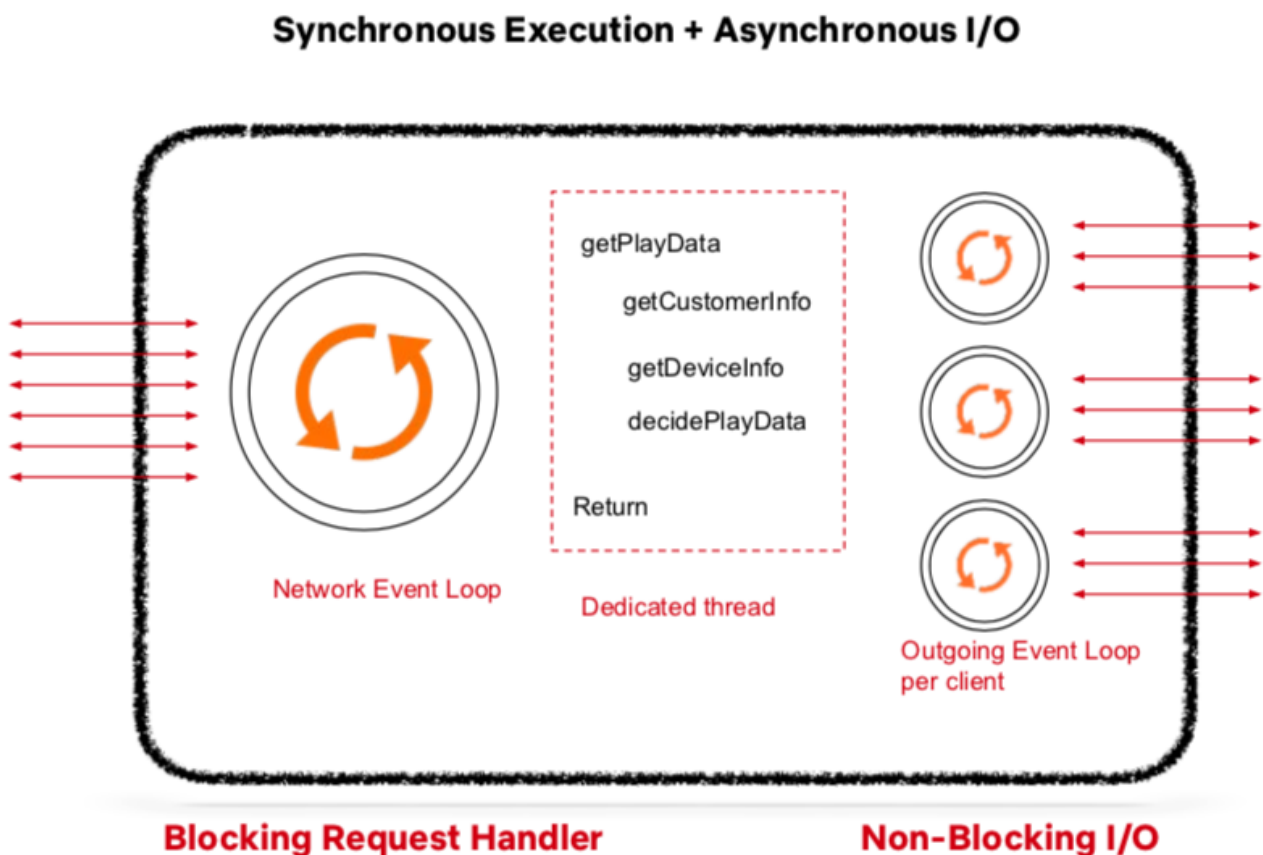 Synchronous Execution + Asynchronous I/O
getPlayData
getCustomerInfo
getDeviceInfo
decidePlayData
Return
Network Event Loop
Dedicated thread
Outgoing Event Loop
per client
Blocking Request Handler
Non-Blocking I/O